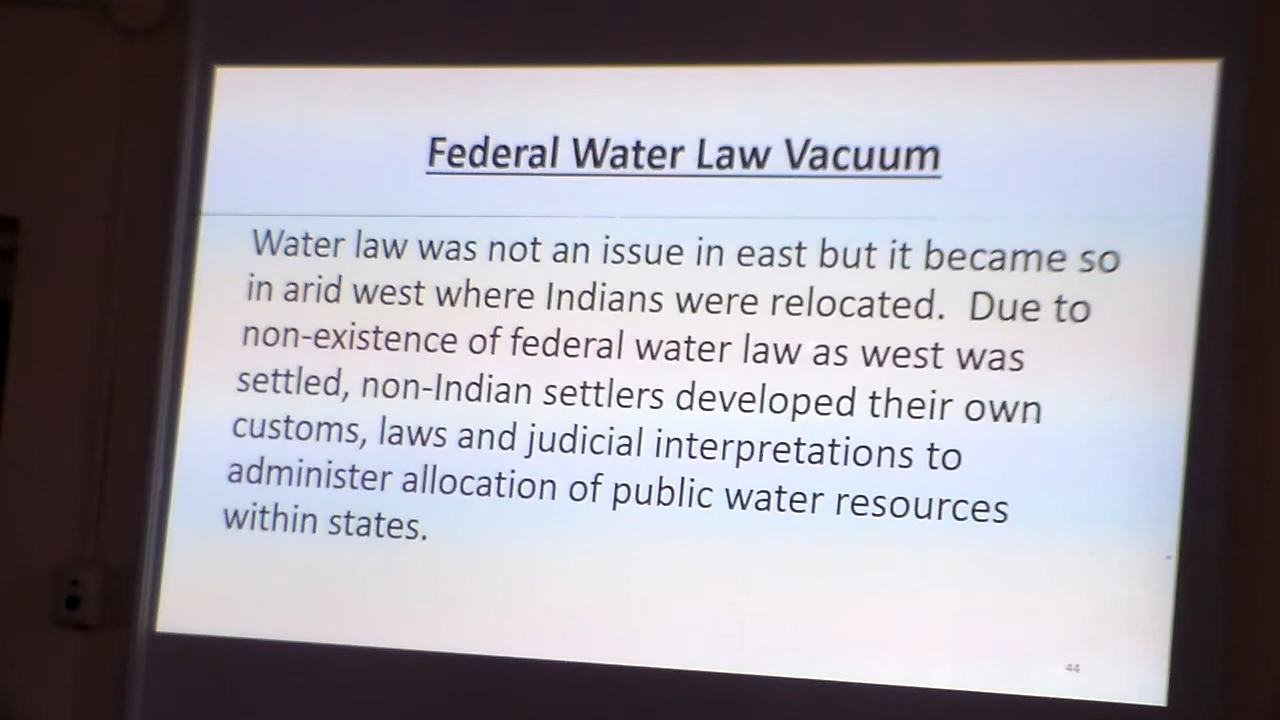 Federal Water Law Vacuum
Water law was not an issue in east but it became so
in arid west where Indians were relocated.  Due to
non-existence of federal water law as west was
settled, non-Indian settlers developed their own
customs, laws and judicial interpretations to
administer allocation of public water resources
within states.
44